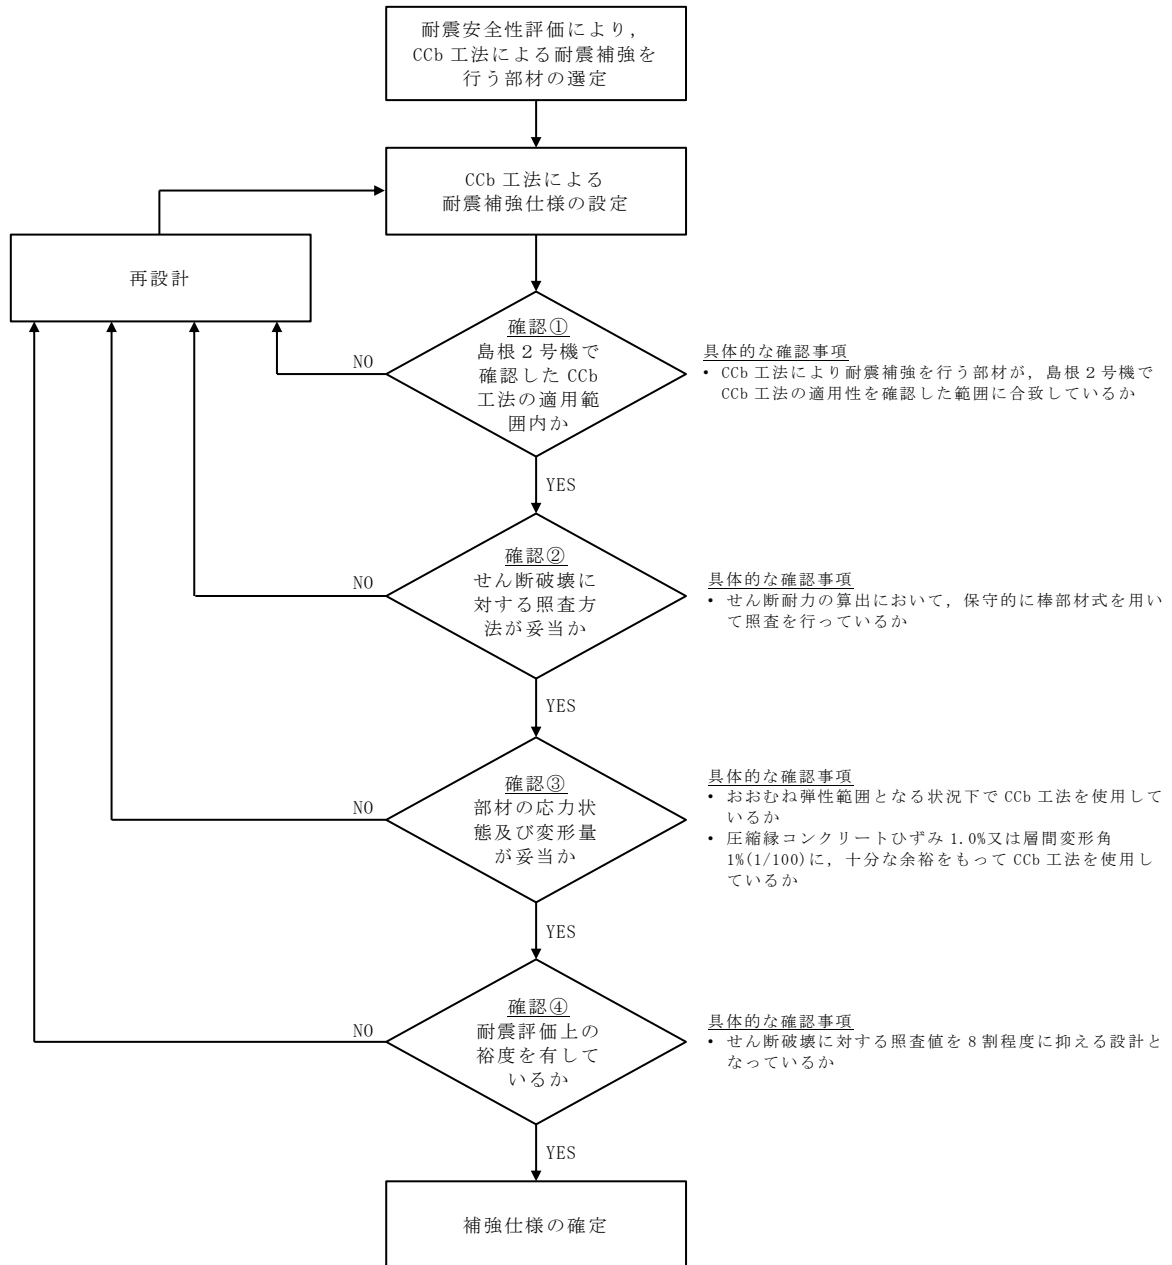 耐震安全性評価により，
CCb 工法による耐震補強を
行う部材の選定
CCb 工法による
耐震補強仕様の設定
再設計
確認①
島根２号機で
確認した CCb
工法の適用範
囲内か
NO
具体的な確認事項
• CCb 工法により耐震補強を行う部材が，島根２号機で
CCb 工法の適用性を確認した範囲に合致しているか
YES
確認②
せん断破壊に
対する照査方
法が妥当か
NO
具体的な確認事項
• せん断耐力の算出において，保守的に棒部材式を用い
て照査を行っているか
YES
確認③
部材の応力状
態及び変形量
が妥当か
NO
具体的な確認事項
• おおむね弾性範囲となる状況下で CCb 工法を使用して
いるか
• 圧縮縁コンクリートひずみ 1.0%又は層間変形角
1%(1/100)に，十分な余裕をもって CCb 工法を使用し
ているか
YES
確認④
耐震評価上の
裕度を有して
いるか
NO
具体的な確認事項
• せん断破壊に対する照査値を 8 割程度に抑える設計と
なっているか
YES
補強仕様の確定